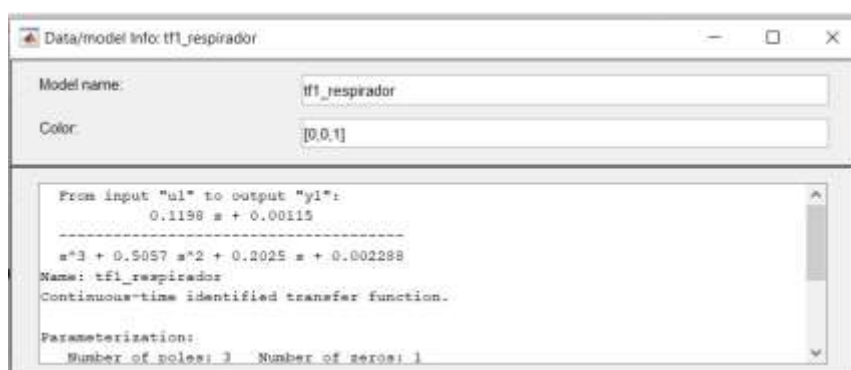 Data/model Info: tf1_respirador
Model name:
tf1_respirador
Color:
[0,0,1]
From input "u1" to output "y1":
0.1198 s + 0.00115
----------------------------------------
s^3 + 0.5057 s^2 + 0.2025 s + 0.002288
Name: tf1_respirador
Continuous-time identified transfer function.
Parameterization:
Number of poles: 3 Number of zeros: 1